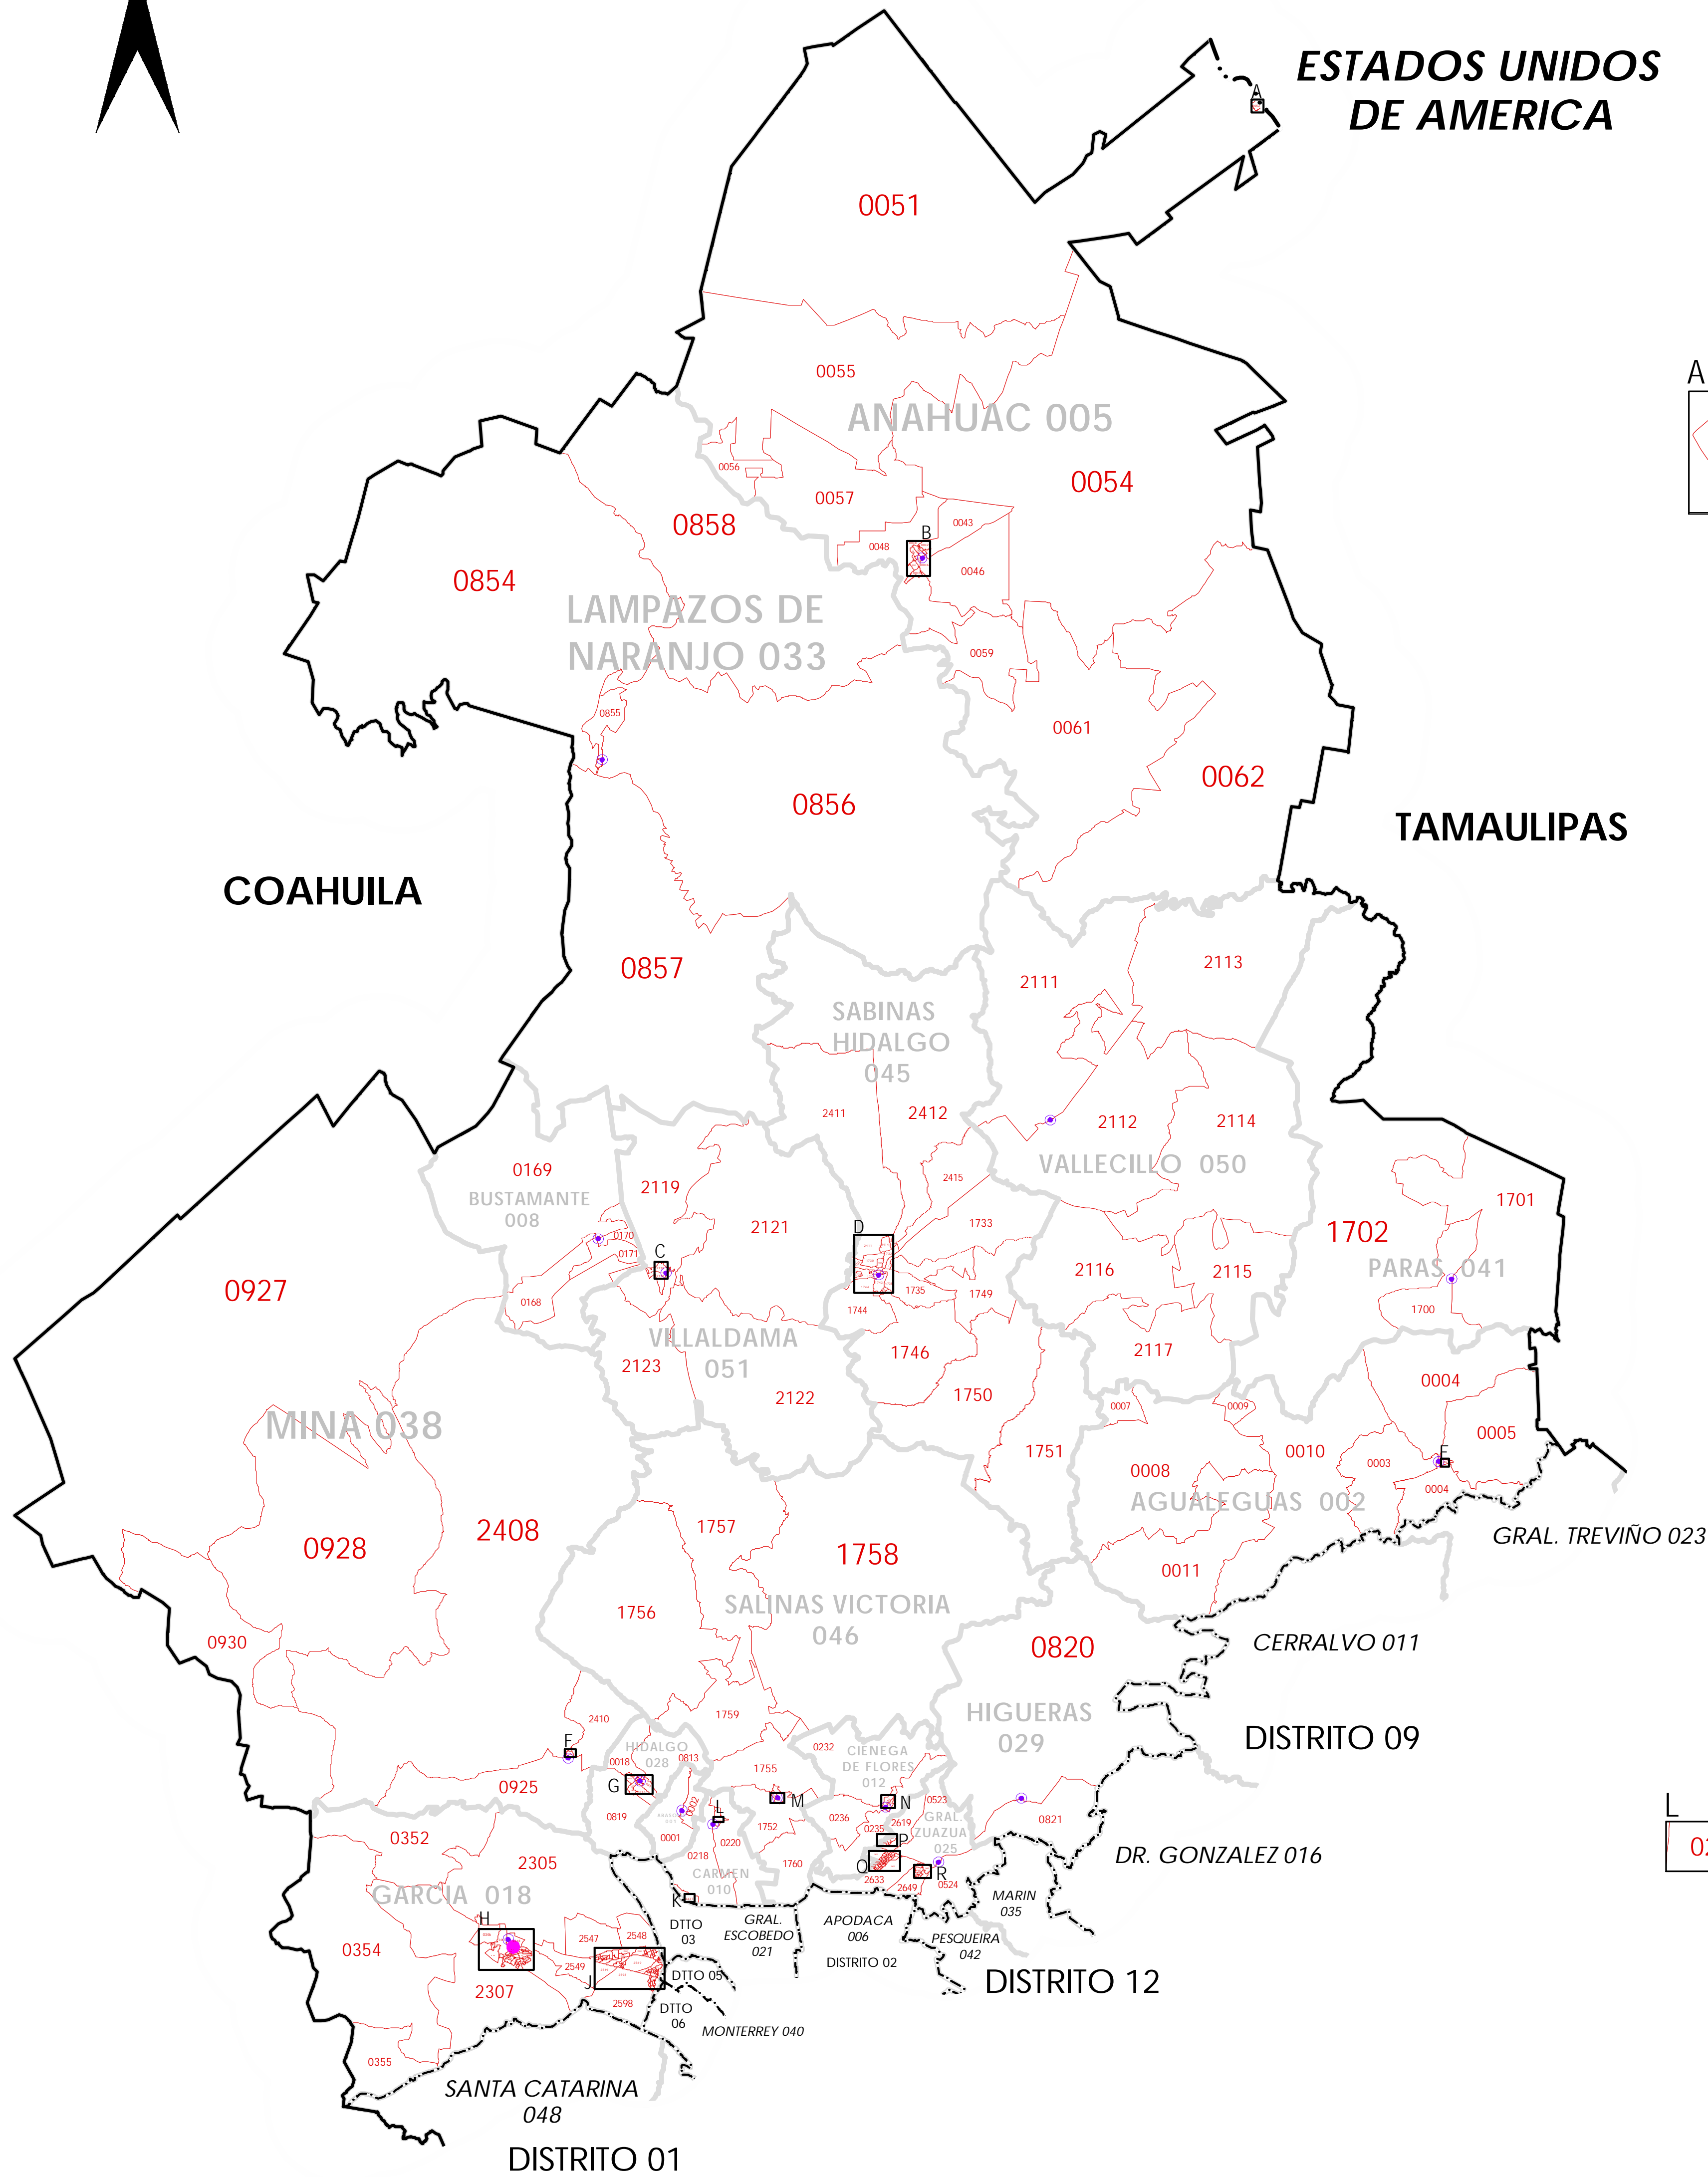 ESTADOS UNIDOS
DE AMERICA
A
0051
A
0055
ANAHUAC 005
0056
0057
0054
0858
B
0043
0048
0046
0854
LAMPAZOS DE
NARANJO 033
0059
0855
0061
0062
0856
TAMAULIPAS
COAHUILA
0857
2111
2113
SABINAS
HIDALGO
045
2411
2412
2112
2114
VALLECILLO 050
0169
BUSTAMANTE
008
2119
2415
1701
2121
D
1733
1702
0170
0171
C
PARAS 041
2116
2115
0927
1735
1749
0168
1744
1700
VILLALDAMA
051
2123
1746
2117
0004
2122
1750
0007
0009
MINA 038
0005
0010
1751
E
0003
0008
0004
AGUALEGUAS 002
2408
1757
0928
1758
GRAL. TREVIÑO 023
0011
1756
SALINAS VICTORIA
046
0930
0820
CERRALVO 011
HIGUERAS
029
2410
1759
DISTRITO 09
F
HIDALGO
028
0813
0232
CIENEGA
DE FLORES
012
0018
1755
G
0925
M
N
0523
0002
L
L
0819
0236
2619
GRAL.
ZUAZUA
025
0821
1752
0235
0001
0220
P
0352
0218
2305
1760
Q
R
DR. GONZALEZ 016
CARMEN
010
2633
2649
0524
GARCIA 018
K
MARIN
035
H
DTTO
03
GRAL.
ESCOBEDO
021
APODACA
006
PESQUEIRA
042
2547
2548
0354
DISTRITO 02
2549
J
DTTO 05
DISTRITO 12
2307
2598
DTTO
06
MONTERREY 040
0355
SANTA CATARINA
048
DISTRITO 01